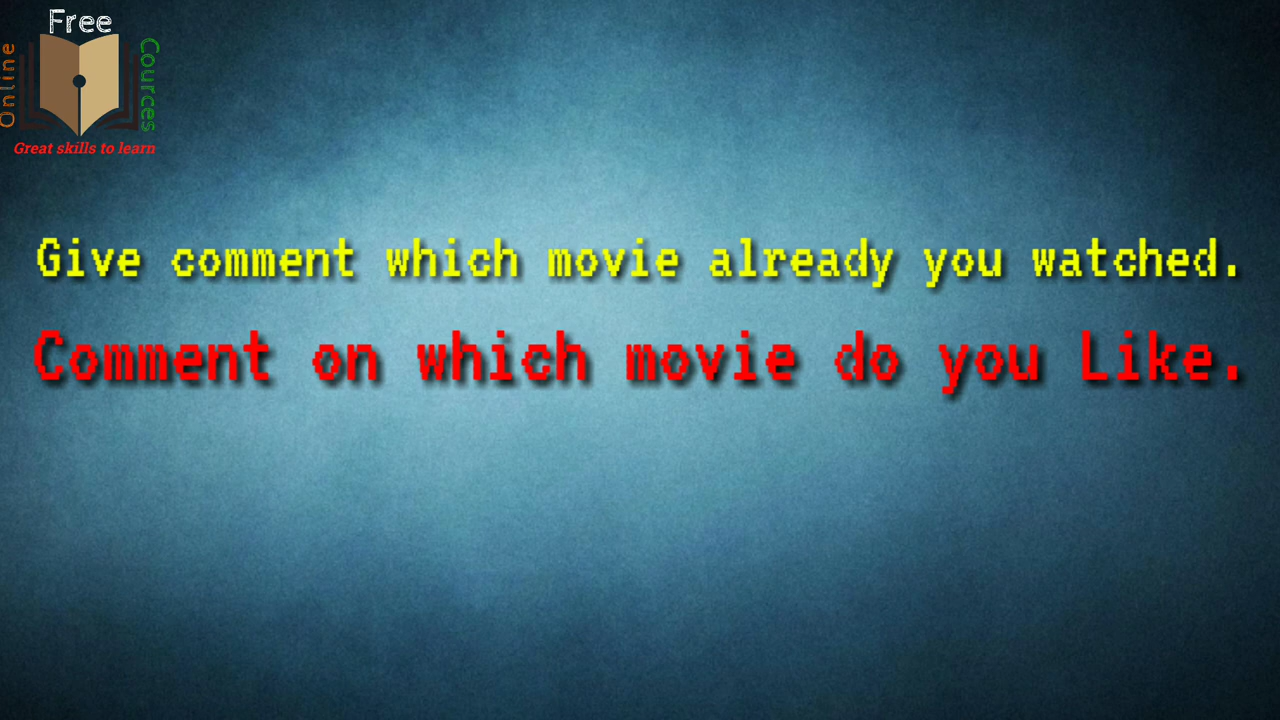 Free
Online
Cources
Great skills to learn
Give comment which movie already you watched.
Comment on which movie do you Like.